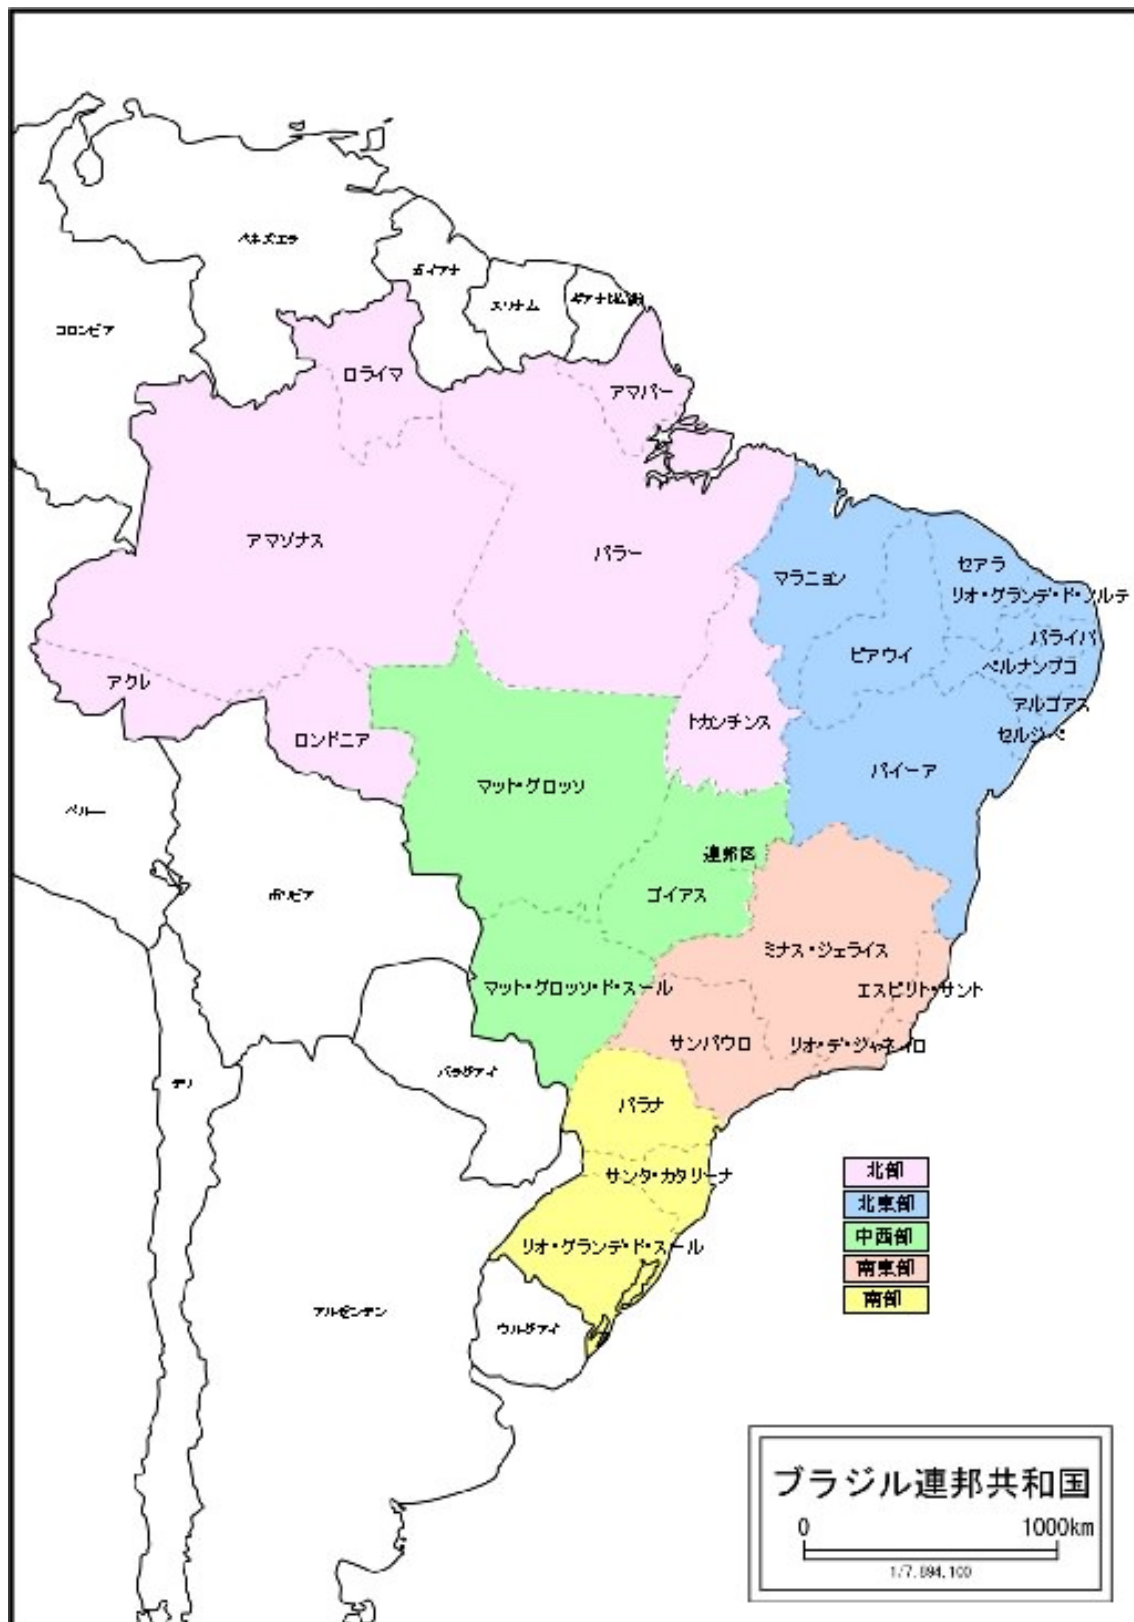 ベネズエラ
ガイアナ
スリナム
コロンビア
ロライマ
アマパー
アマゾナス
パラー
マラニョン
セアラ
リオ・グランデ・ド・ノルテ
パライバ
ピアウイ
ペルナンブコ
アクレ
アルゴアス
トカンチンス
セルジペ
ロンドニア
バイーア
マット・グロッソ
ペルー
連邦区
ボリビア
ゴイアス
ミナス・ジェライス
マット・グロッソ・ド・スール
エスピリト・サント
サンパウロ
リオ・デ・ジャネイロ
チリ
パラグアイ
パラナ
サンタ・カタリーナ
リオ・グランデ・ド・スール
アルゼンチン
ウルグアイ
北部
北東部
中西部
南東部
南部
ブラジル連邦共和国
0 1000km
1/7,894,100